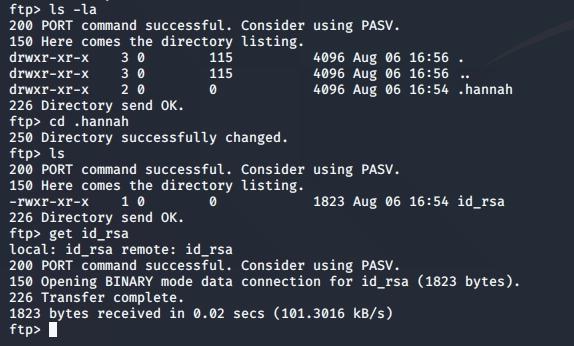 ftp> ls -la
200 PORT command successful. Consider using PASV.
150 Here comes the directory listing.
drwxr-xr-x    3 0        115          4096 Aug 06 16:56 .
drwxr-xr-x    3 0        115          4096 Aug 06 16:56 ..
drwxr-xr-x    2 0        0            4096 Aug 06 16:54 .hannah
226 Directory send OK.
ftp> cd .hannah
250 Directory successfully changed.
ftp> ls
200 PORT command successful. Consider using PASV.
150 Here comes the directory listing.
-rwxr-xr-x    1 0        0            1823 Aug 06 16:54 id_rsa
226 Directory send OK.
ftp> get id_rsa
local: id_rsa remote: id_rsa
200 PORT command successful. Consider using PASV.
150 Opening BINARY mode data connection for id_rsa (1823 bytes).
226 Transfer complete.
1823 bytes received in 0.02 secs (101.3016 kB/s)
ftp>